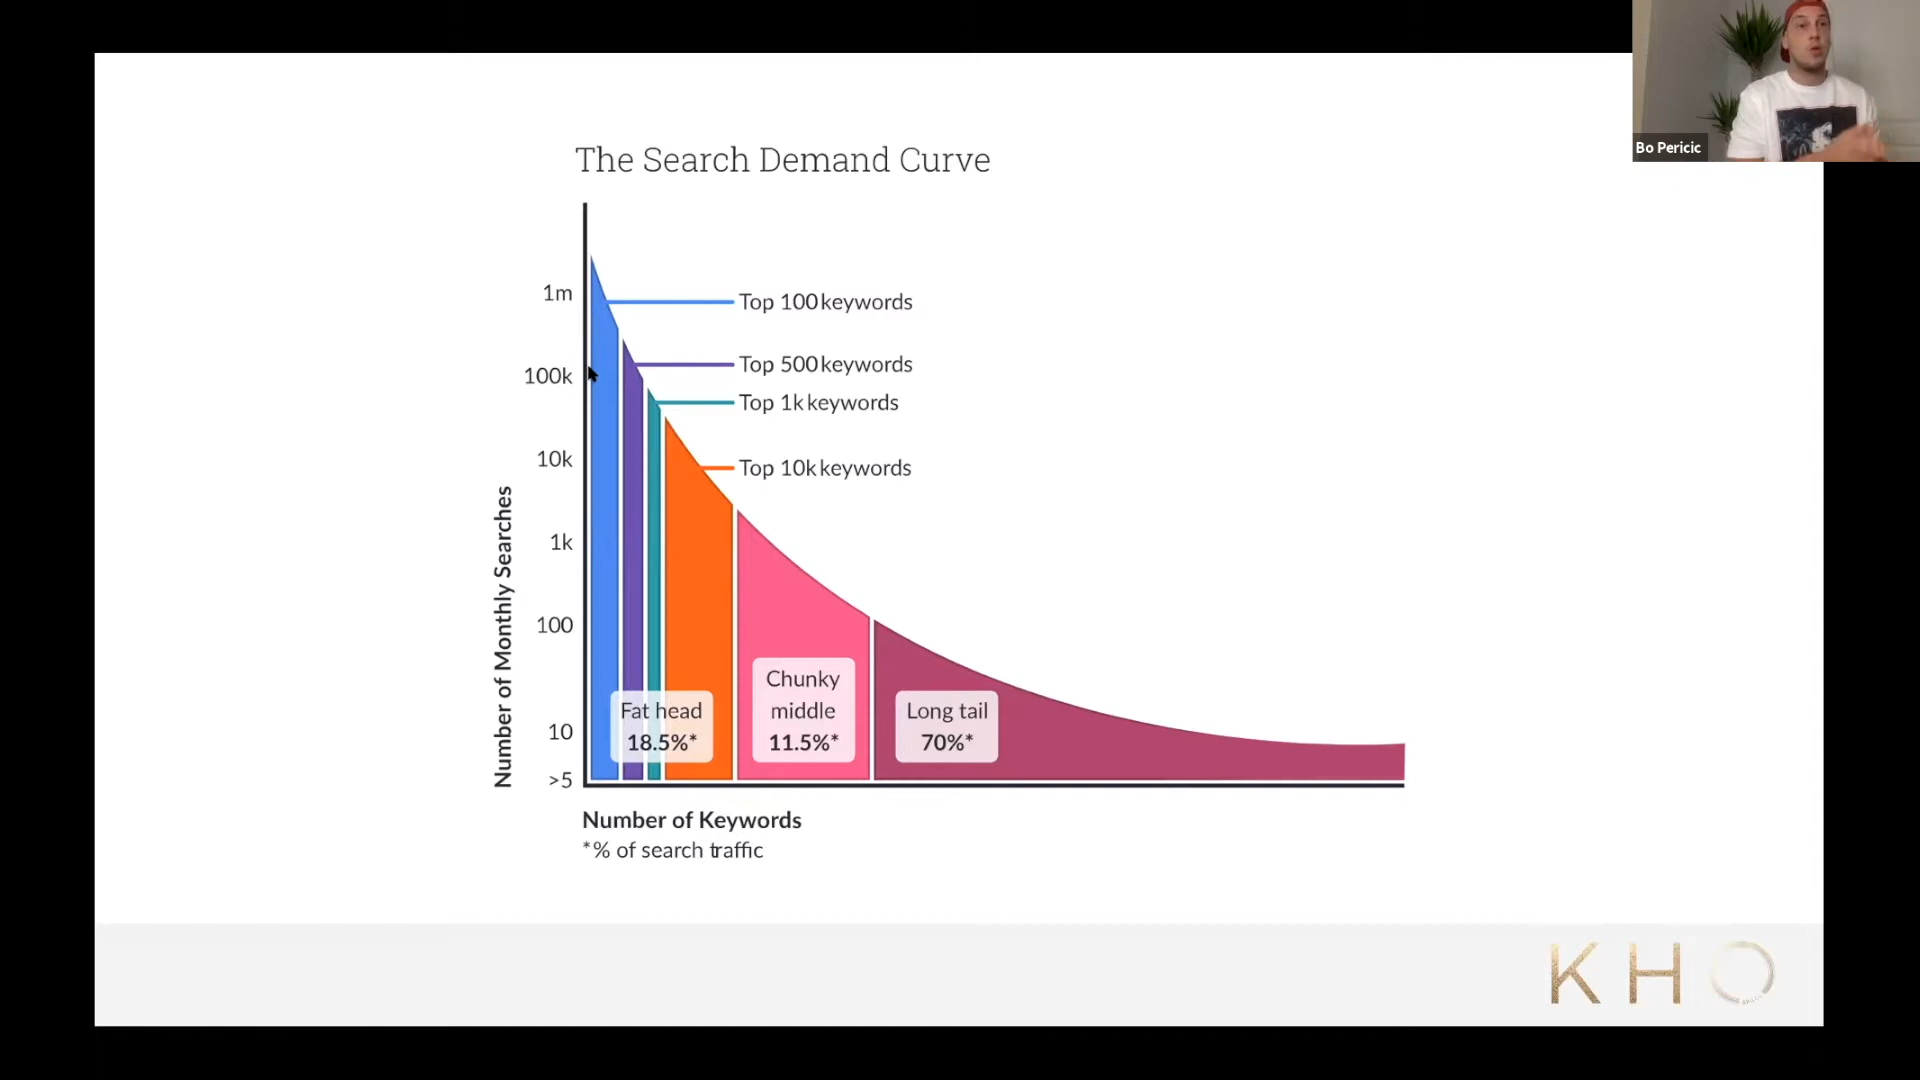 Bo Pericic
The Search Demand Curve
1m
Top 100 keywords
Top 500 keywords
100k
Top 1k keywords
10k
Top 10k keywords
1k
100
10
>5
Number of Monthly Searches
Fat head
18.5%*
Chunky
middle
11.5%*
Long tail
70%*
Number of Keywords
*% of search traffic
KHO